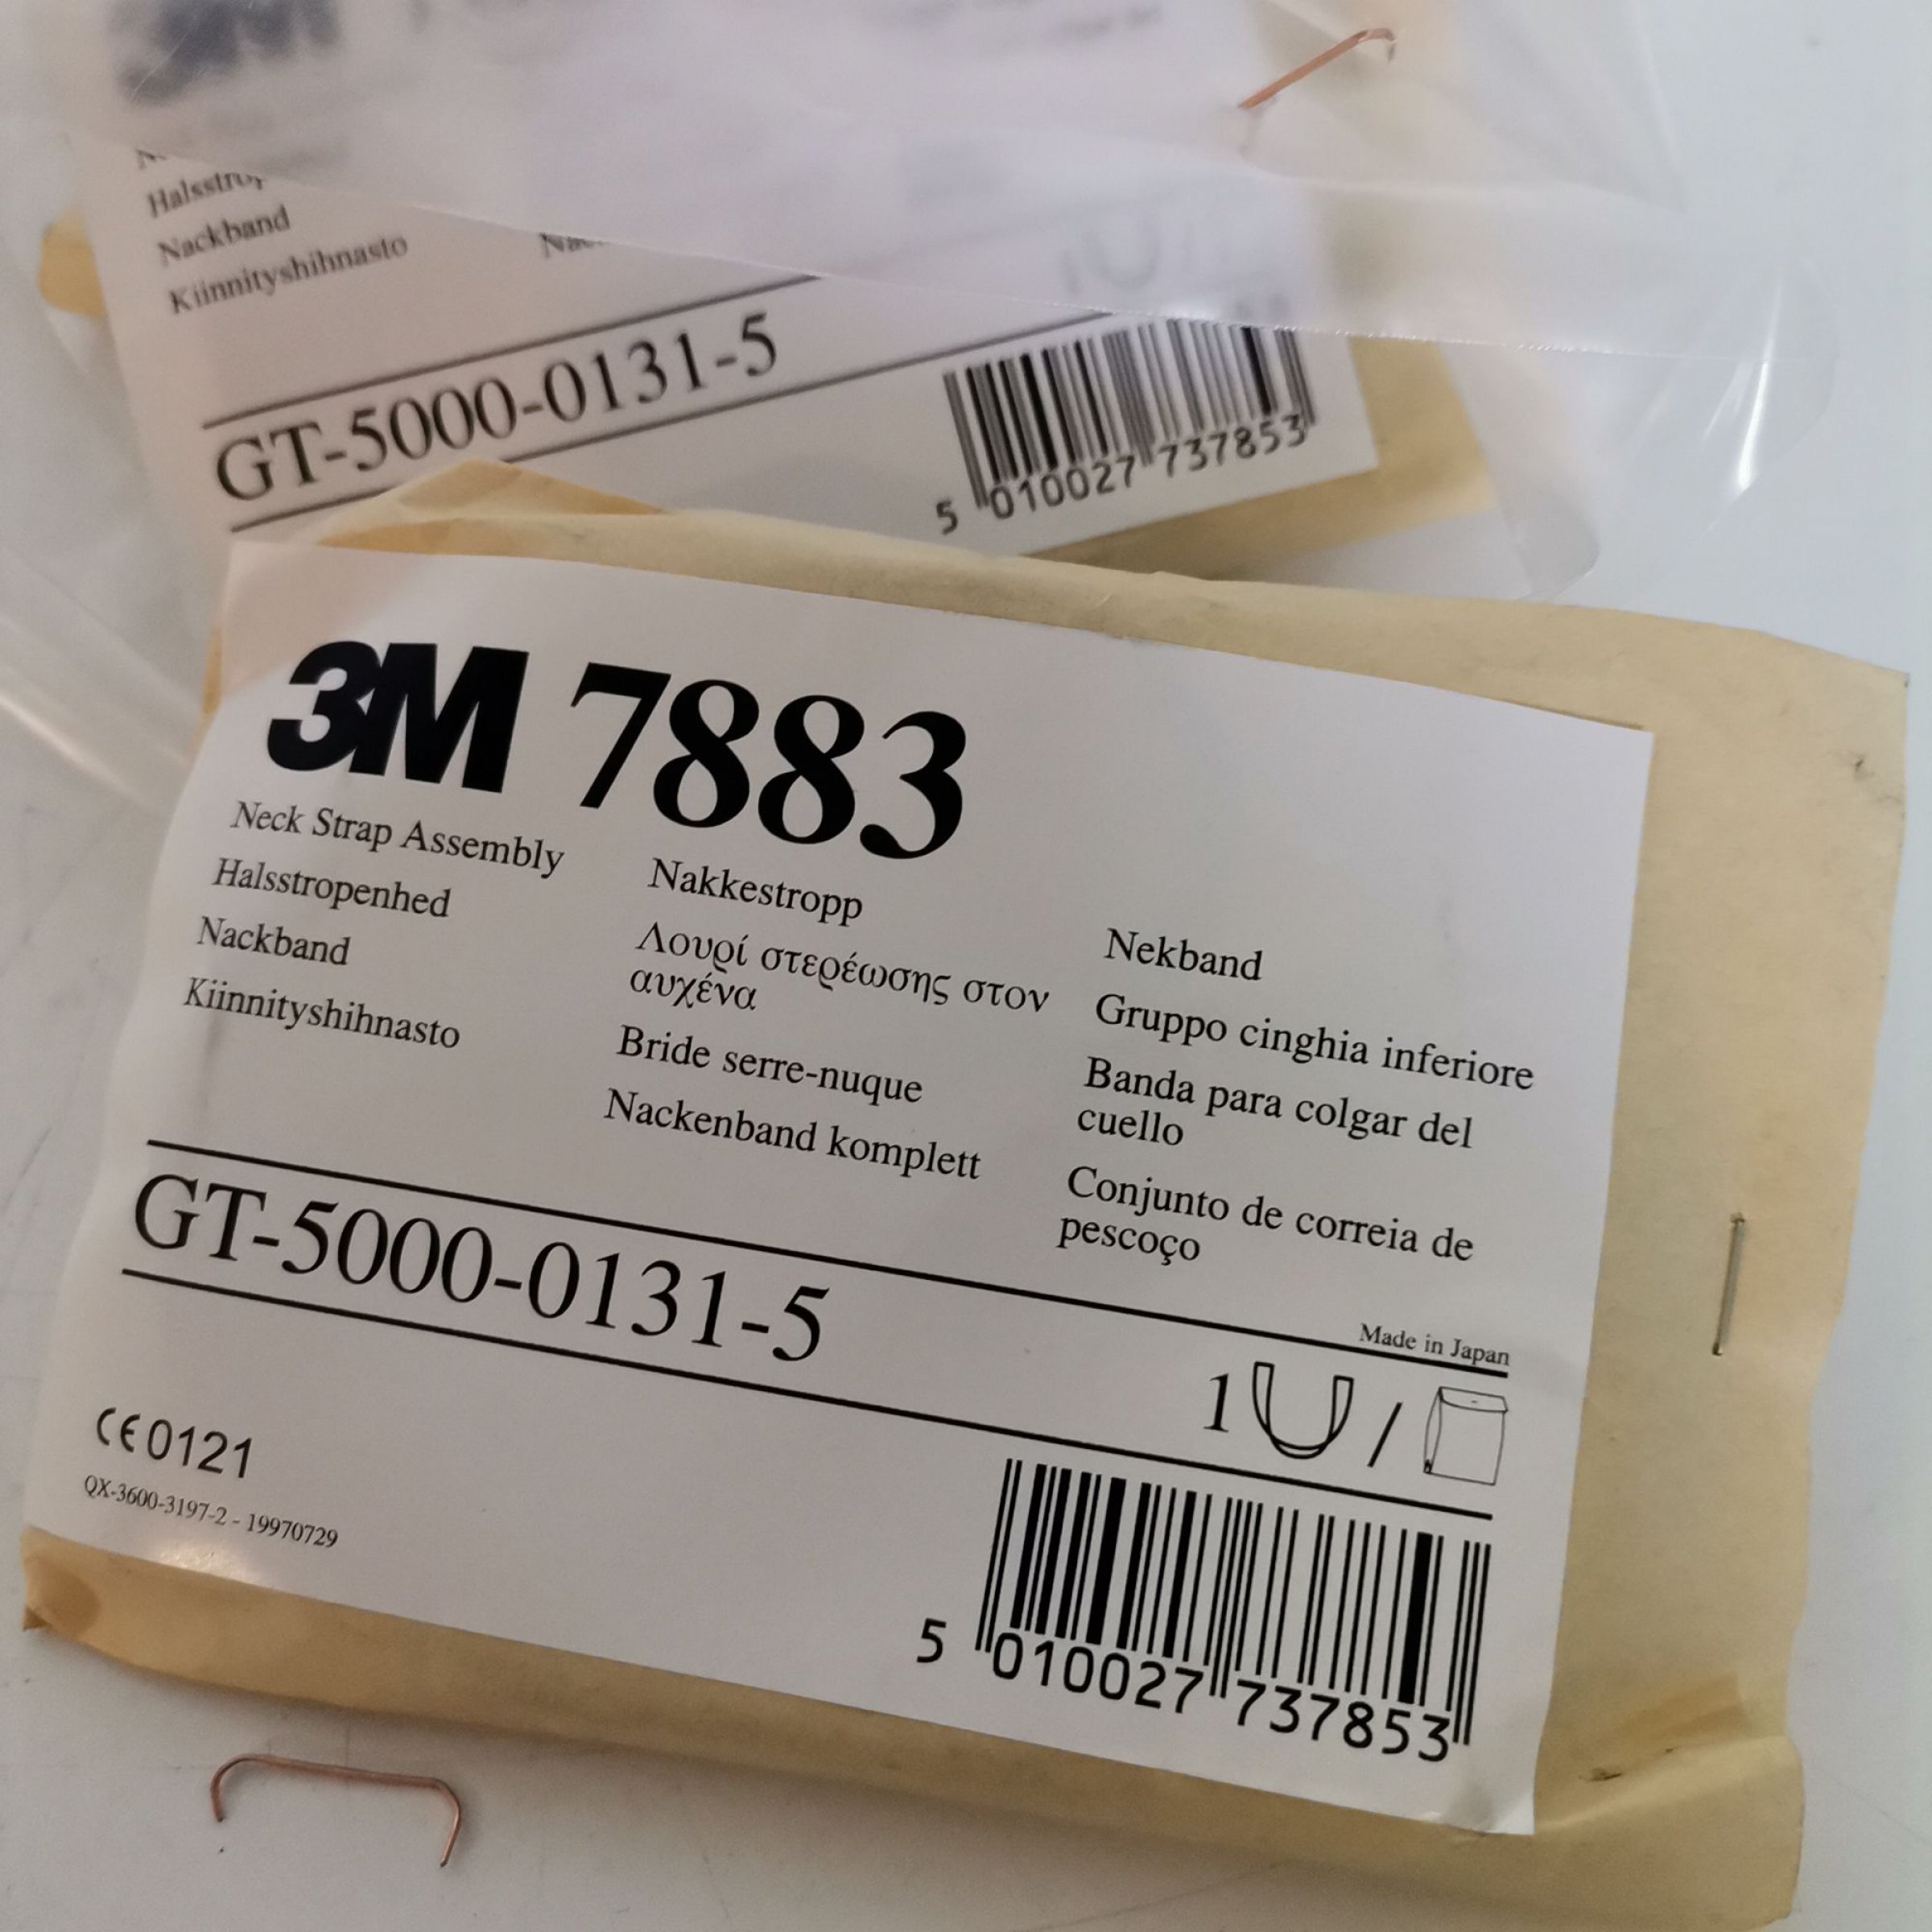 Nackband
Kiinnityshihnasto
GT-5000-0131-5
5 010027 737853
3M 7883
Neck Strap Assembly
Halsstropenhed
Nackband
Kiinnityshihnasto
Nakkestropp
Λουρί στερέωσης στον
αυχένα
Bride serre-nuque
Nackenband komplett
Nekband
Gruppo cinghia inferiore
Banda para colgar del
cuello
Conjunto de correia de
pescoço
Made in Japan
GT-5000-0131-5
1 /
CE 0121
QX-3600-3197-2 - 19970729
5 010027 737853